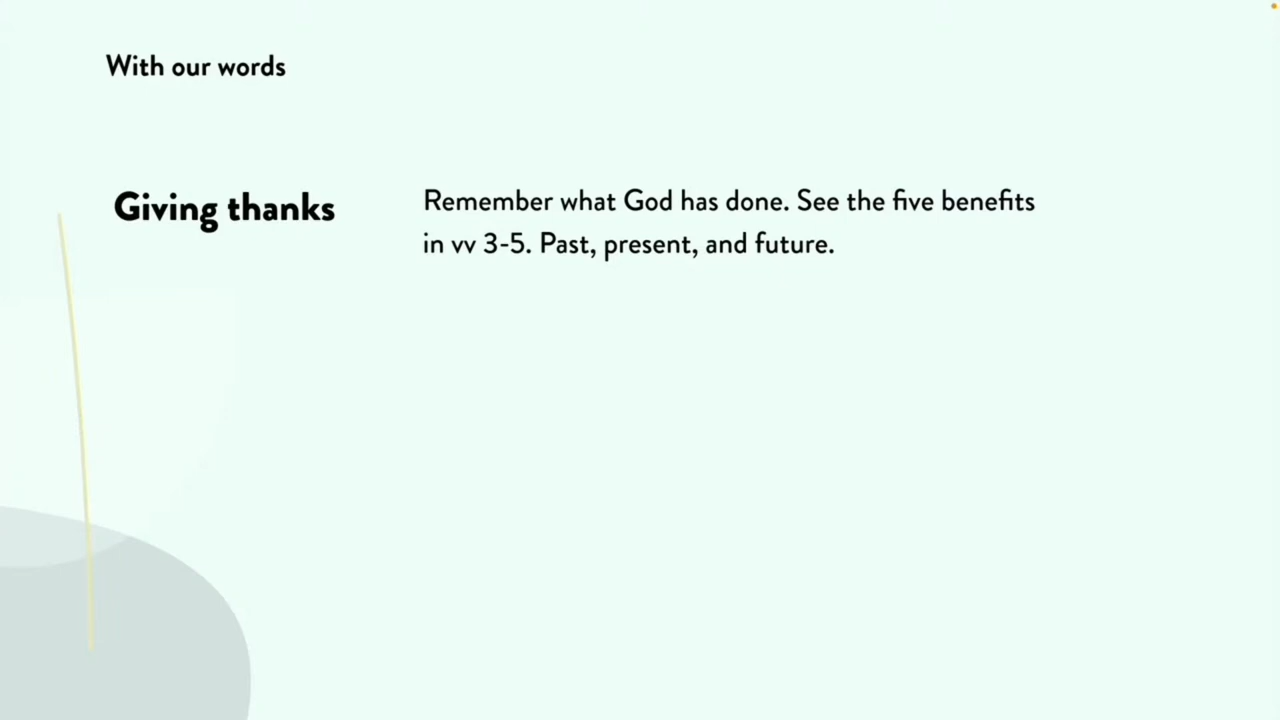 With our words
Giving thanks
Remember what God has done. See the five benefits
in vv 3-5. Past, present, and future.